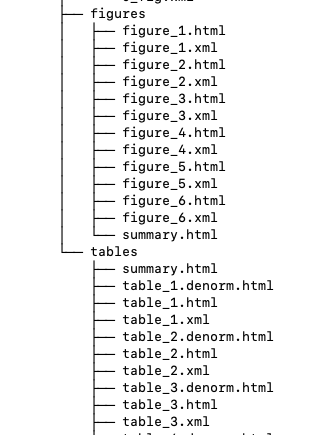 ├── figures
│   ├── figure_1.html
│   ├── figure_1.xml
│   ├── figure_2.html
│   ├── figure_2.xml
│   ├── figure_3.html
│   ├── figure_3.xml
│   ├── figure_4.html
│   ├── figure_4.xml
│   ├── figure_5.html
│   ├── figure_5.xml
│   ├── figure_6.html
│   ├── figure_6.xml
│   └── summary.html
└── tables
    ├── summary.html
    ├── table_1.denorm.html
    ├── table_1.html
    ├── table_1.xml
    ├── table_2.denorm.html
    ├── table_2.html
    ├── table_2.xml
    ├── table_3.denorm.html
    ├── table_3.html
    ├── table_3.xml